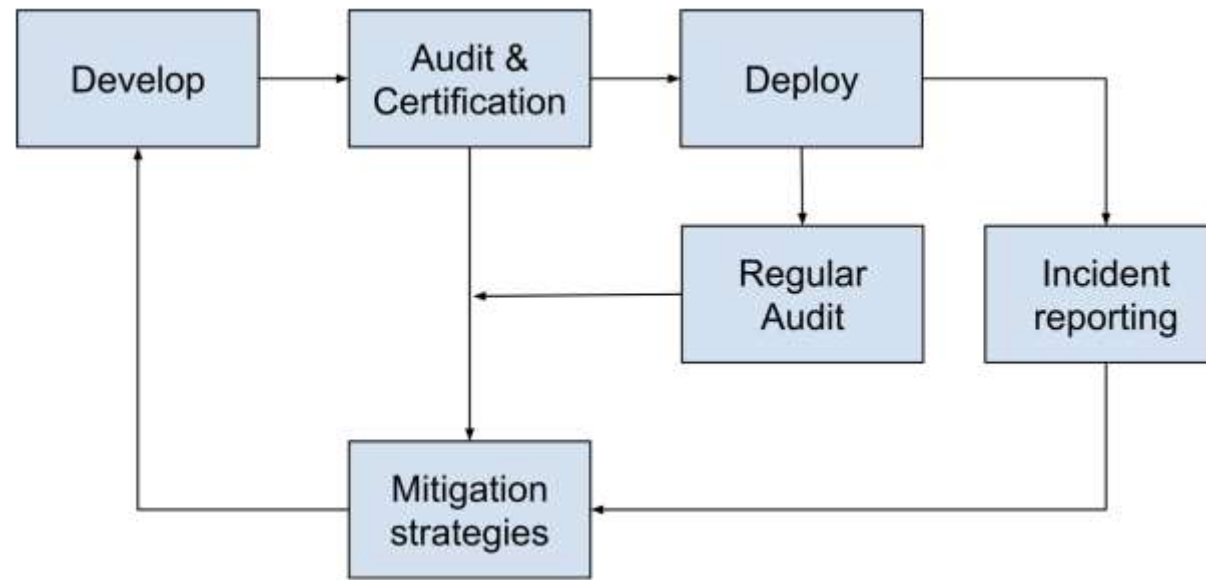 Develop
Audit &
Certification
Deploy
Regular
Audit
Incident
reporting
Mitigation
strategies